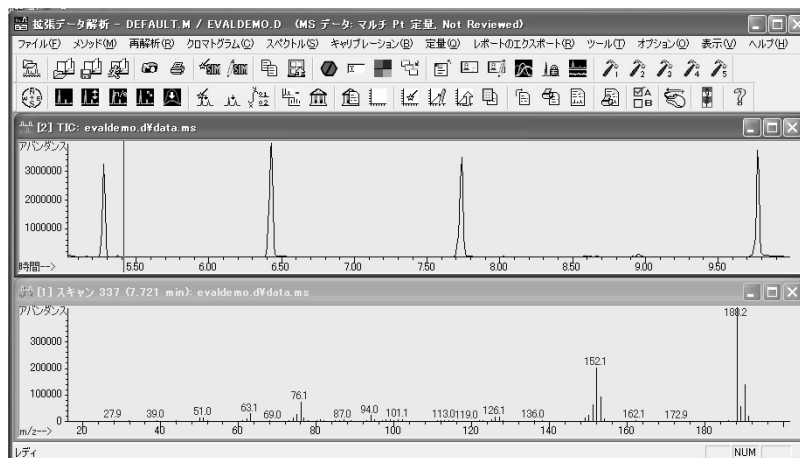 拡張データ解析 - DEFAULT.M / EVALDEMO.D (MS データ: マルチ Pt 定量, Not Reviewed)
ファイル(F) メソッド(M) 再解析(R) クロマトグラム(C) スペクトル(S) キャリブレーション(B) 定量(Q) レポートのエクスポート(R) ツール(T) オプション(O) 表示(V) ヘルプ(H)
[2] TIC: evaldemo.d¥data.ms
アバンダンス
3000000
2000000
1000000
時間--> 5.50 6.00 6.50 7.00 7.50 8.00 8.50 9.00 9.50
[1] スキャン 337 (7.721 min): evaldemo.d¥data.ms
アバンダンス
188.2
300000
200000
152.1
100000
76.1
27.9 39.0 51.0 63.1 69.0 87.0 94.0 101.1 113.0 119.0 126.1 136.0 162.1 172.9
0
m/z--> 20 40 60 80 100 120 140 160 180
レディ NUM